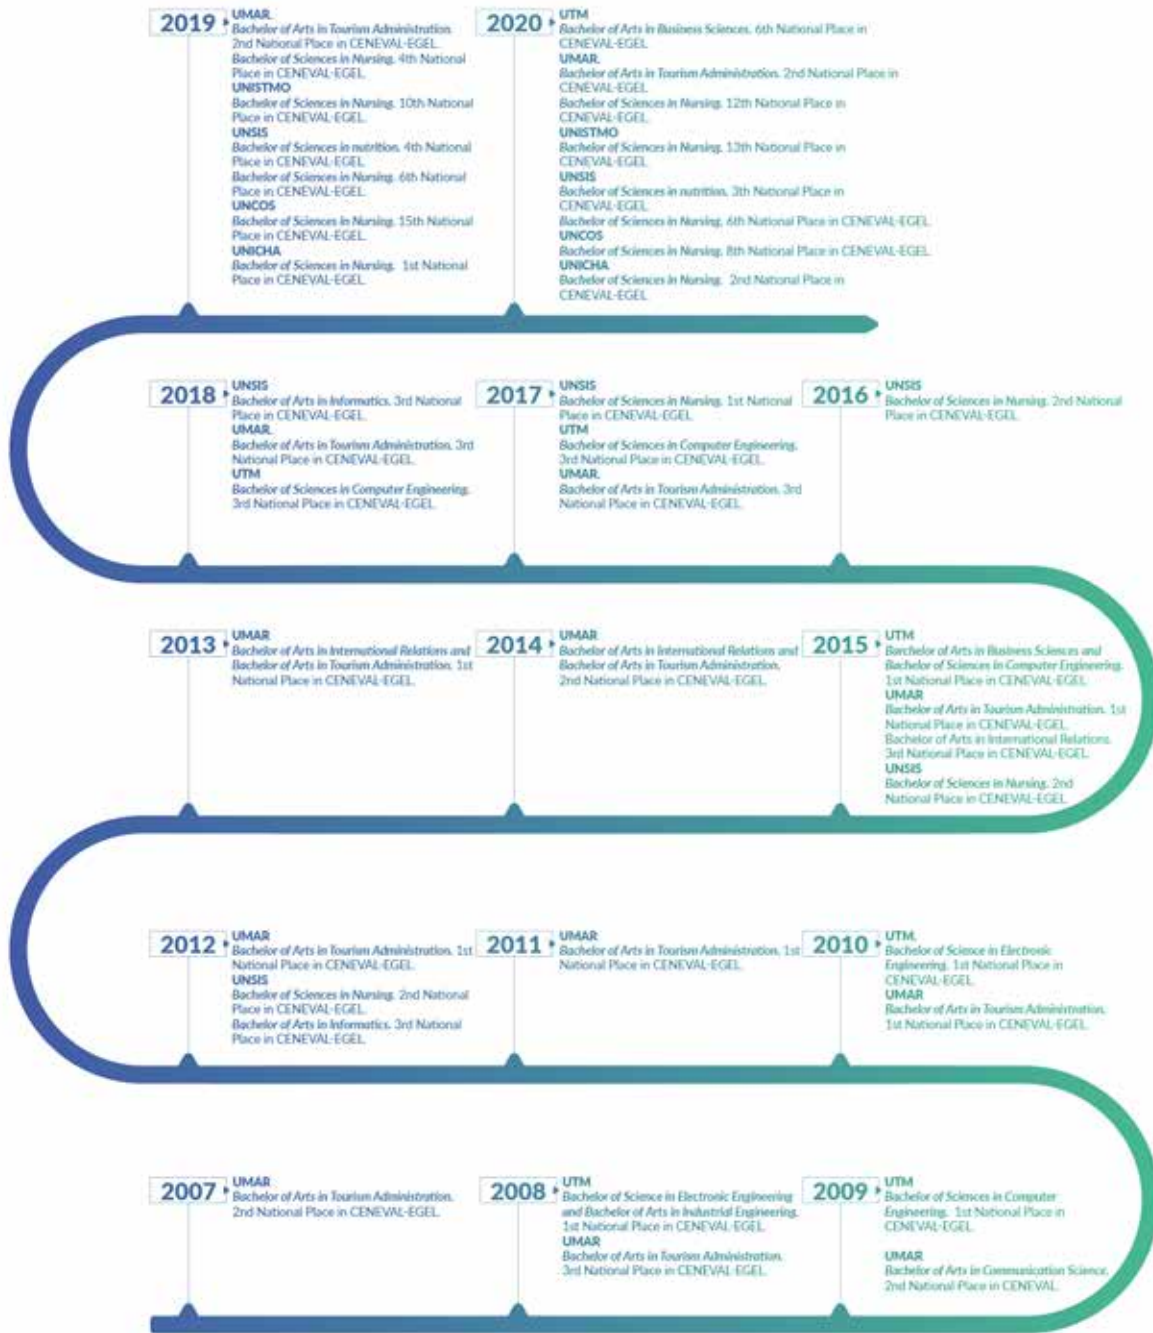 2019
UMAR.
Bachelor of Arts in Tourism Administration.
2nd National Place in CENEVAL-EGEL.
Bachelor of Sciences in Nursing. 4th National
Place in CENEVAL-EGEL.
UNISTMO
Bachelor of Sciences in Nursing. 10th National
Place in CENEVAL-EGEL.
UNSIS
Bachelor of Sciences in nutrition. 4th National
Place in CENEVAL-EGEL.
Bachelor of Sciences in Nursing. 6th National
Place in CENEVAL-EGEL.
UNCOS
Bachelor of Sciences in Nursing. 15th National
Place in CENEVAL-EGEL.
UNICHA
Bachelor of Sciences in Nursing. 1st National
Place in CENEVAL-EGEL.
2020
UTM
Bachelor of Arts in Business Sciences. 6th National Place in
CENEVAL-EGEL.
UMAR.
Bachelor of Arts in Tourism Administration. 2nd National Place in
CENEVAL-EGEL
Bachelor of Sciences in Nursing. 12th National Place in
CENEVAL-EGEL.
UNISTMO
Bachelor of Sciences in Nursing. 13th National Place in
CENEVAL-EGEL.
UNSIS
Bachelor of Sciences in nutrition. 3th National Place in
CENEVAL-EGEL.
Bachelor of Sciences in Nursing. 6th National Place in CENEVAL-EGEL.
UNCOS
Bachelor of Sciences in Nursing. 8th National Place in CENEVAL-EGEL.
UNICHA
Bachelor of Sciences in Nursing. 2nd National Place in
CENEVAL-EGEL
2018
UNSIS
Bachelor of Arts in Informatics. 3rd National
Place in CENEVAL-EGEL.
UMAR.
Bachelor of Arts in Tourism Administration. 3rd
National Place in CENEVAL-EGEL.
UTM
Bachelor of Sciences in Computer Engineering.
3rd National Place in CENEVAL-EGEL.
2017
UNSIS
Bachelor of Sciences in Nursing. 1st National
Place in CENEVAL-EGEL.
UTM
Bachelor of Sciences in Computer Engineering.
3rd National Place in CENEVAL-EGEL.
UMAR.
Bachelor of Arts in Tourism Administration. 3rd
National Place in CENEVAL-EGEL.
2016
UNSIS
Bachelor of Sciences in Nursing. 2nd National
Place in CENEVAL-EGEL.
2013
UMAR
Bachelor of Arts in International Relations and
Bachelor of Arts in Tourism Administration. 1st
National Place in CENEVAL-EGEL.
2014
UMAR
Bachelor of Arts in International Relations and
Bachelor of Arts in Tourism Administration.
2nd National Place in CENEVAL-EGEL.
2015
UTM
Barchelor of Arts in Business Sciences and
Bachelor of Sciences in Computer Engineering.
1st National Place in CENEVAL-EGEL.
UMAR
Bachelor of Arts in Tourism Administration. 1st
National Place in CENEVAL-EGEL.
Bachelor of Arts in International Relations.
3rd National Place in CENEVAL-EGEL.
UNSIS
Bachelor of Sciences in Nursing. 2nd
National Place in CENEVAL-EGEL.
2012
UMAR
Bachelor of Arts in Tourism Administration. 1st
National Place in CENEVAL-EGEL.
UNSIS
Bachelor of Sciences in Nursing. 2nd National
Place in CENEVAL-EGEL.
Bachelor of Arts in Informatics. 3rd National
Place in CENEVAL-EGEL.
2011
UMAR
Bachelor of Arts in Tourism Administration. 1st
National Place in CENEVAL-EGEL.
2010
UTM.
Bachelor of Science in Electronic
Engineering. 1st National Place in
CENEVAL-EGEL.
UMAR
Bachelor of Arts in Tourism Administration.
1st National Place in CENEVAL-EGEL.
2007
UMAR
Bachelor of Arts in Tourism Administration.
2nd National Place in CENEVAL-EGEL.
2008
UTM
Bachelor of Science in Electronic Engineering
and Bachelor of Arts in Industrial Engineering.
1st National Place in CENEVAL-EGEL.
UMAR
Bachelor of Arts in Tourism Administration.
3rd National Place in CENEVAL-EGEL.
2009
UTM
Bachelor of Sciences in Computer
Engineering. 1st National Place in
CENEVAL-EGEL.
UMAR
Bachelor of Arts in Communication Science.
2nd National Place in CENEVAL.